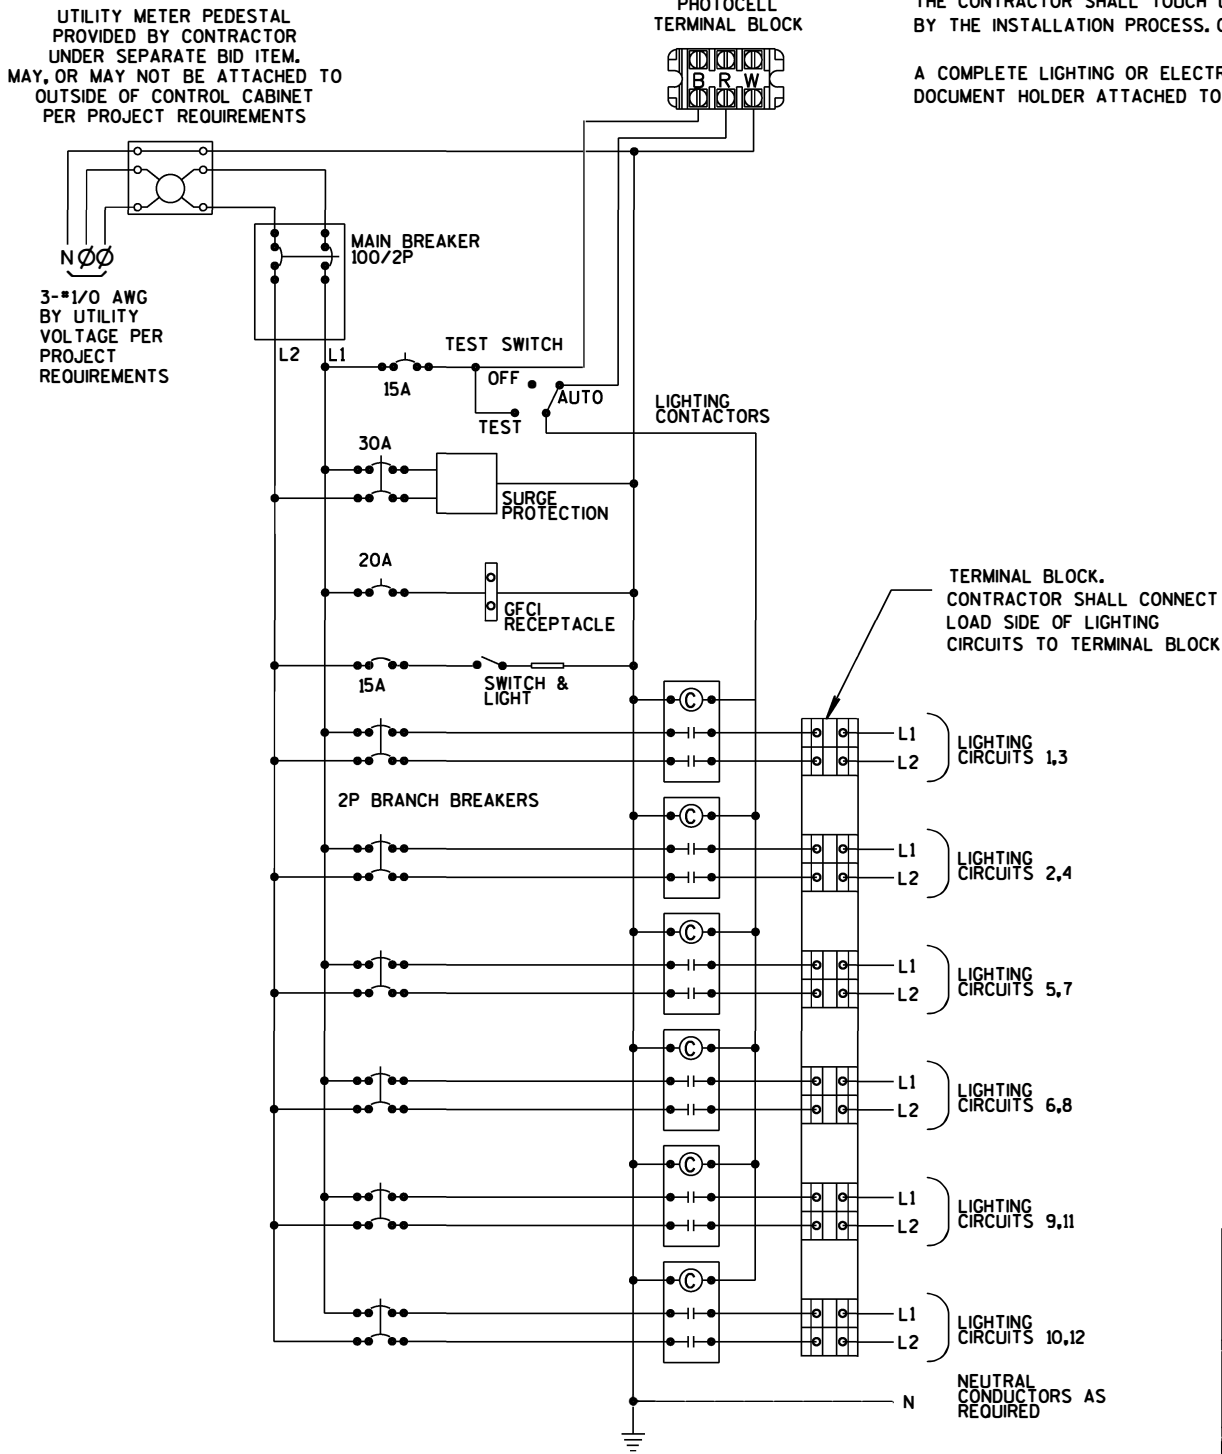 UTILITY METER PEDESTAL
PROVIDED BY CONTRACTOR
UNDER SEPARATE BID ITEM.
MAY, OR MAY NOT BE ATTACHED TO
OUTSIDE OF CONTROL CABINET
PER PROJECT REQUIREMENTS
PHOTOCELL
TERMINAL BLOCK
B R W
THE CONTRACTOR SHALL TOUCH
BY THE INSTALLATION PROCESS.
A COMPLETE LIGHTING OR
DOCUMENT HOLDER ATTACHED TO
N Ø Ø
3-#1/0 AWG
BY UTILITY
VOLTAGE PER
PROJECT
REQUIREMENTS
MAIN BREAKER
100/2P
L2 L1
TEST SWITCH
OFF
AUTO
TEST
15A
LIGHTING
CONTACTORS
30A
SURGE
PROTECTION
20A
GFCI
RECEPTACLE
15A
SWITCH &
LIGHT
TERMINAL BLOCK.
CONTRACTOR SHALL CONNECT
LOAD SIDE OF LIGHTING
CIRCUITS TO TERMINAL BLOCK
2P BRANCH BREAKERS
C
L1
L2
LIGHTING
CIRCUITS 1,3
C
L1
L2
LIGHTING
CIRCUITS 2,4
C
L1
L2
LIGHTING
CIRCUITS 5,7
C
L1
L2
LIGHTING
CIRCUITS 6,8
C
L1
L2
LIGHTING
CIRCUITS 9,11
C
L1
L2
LIGHTING
CIRCUITS 10,12
N
NEUTRAL
CONDUCTORS AS
REQUIRED